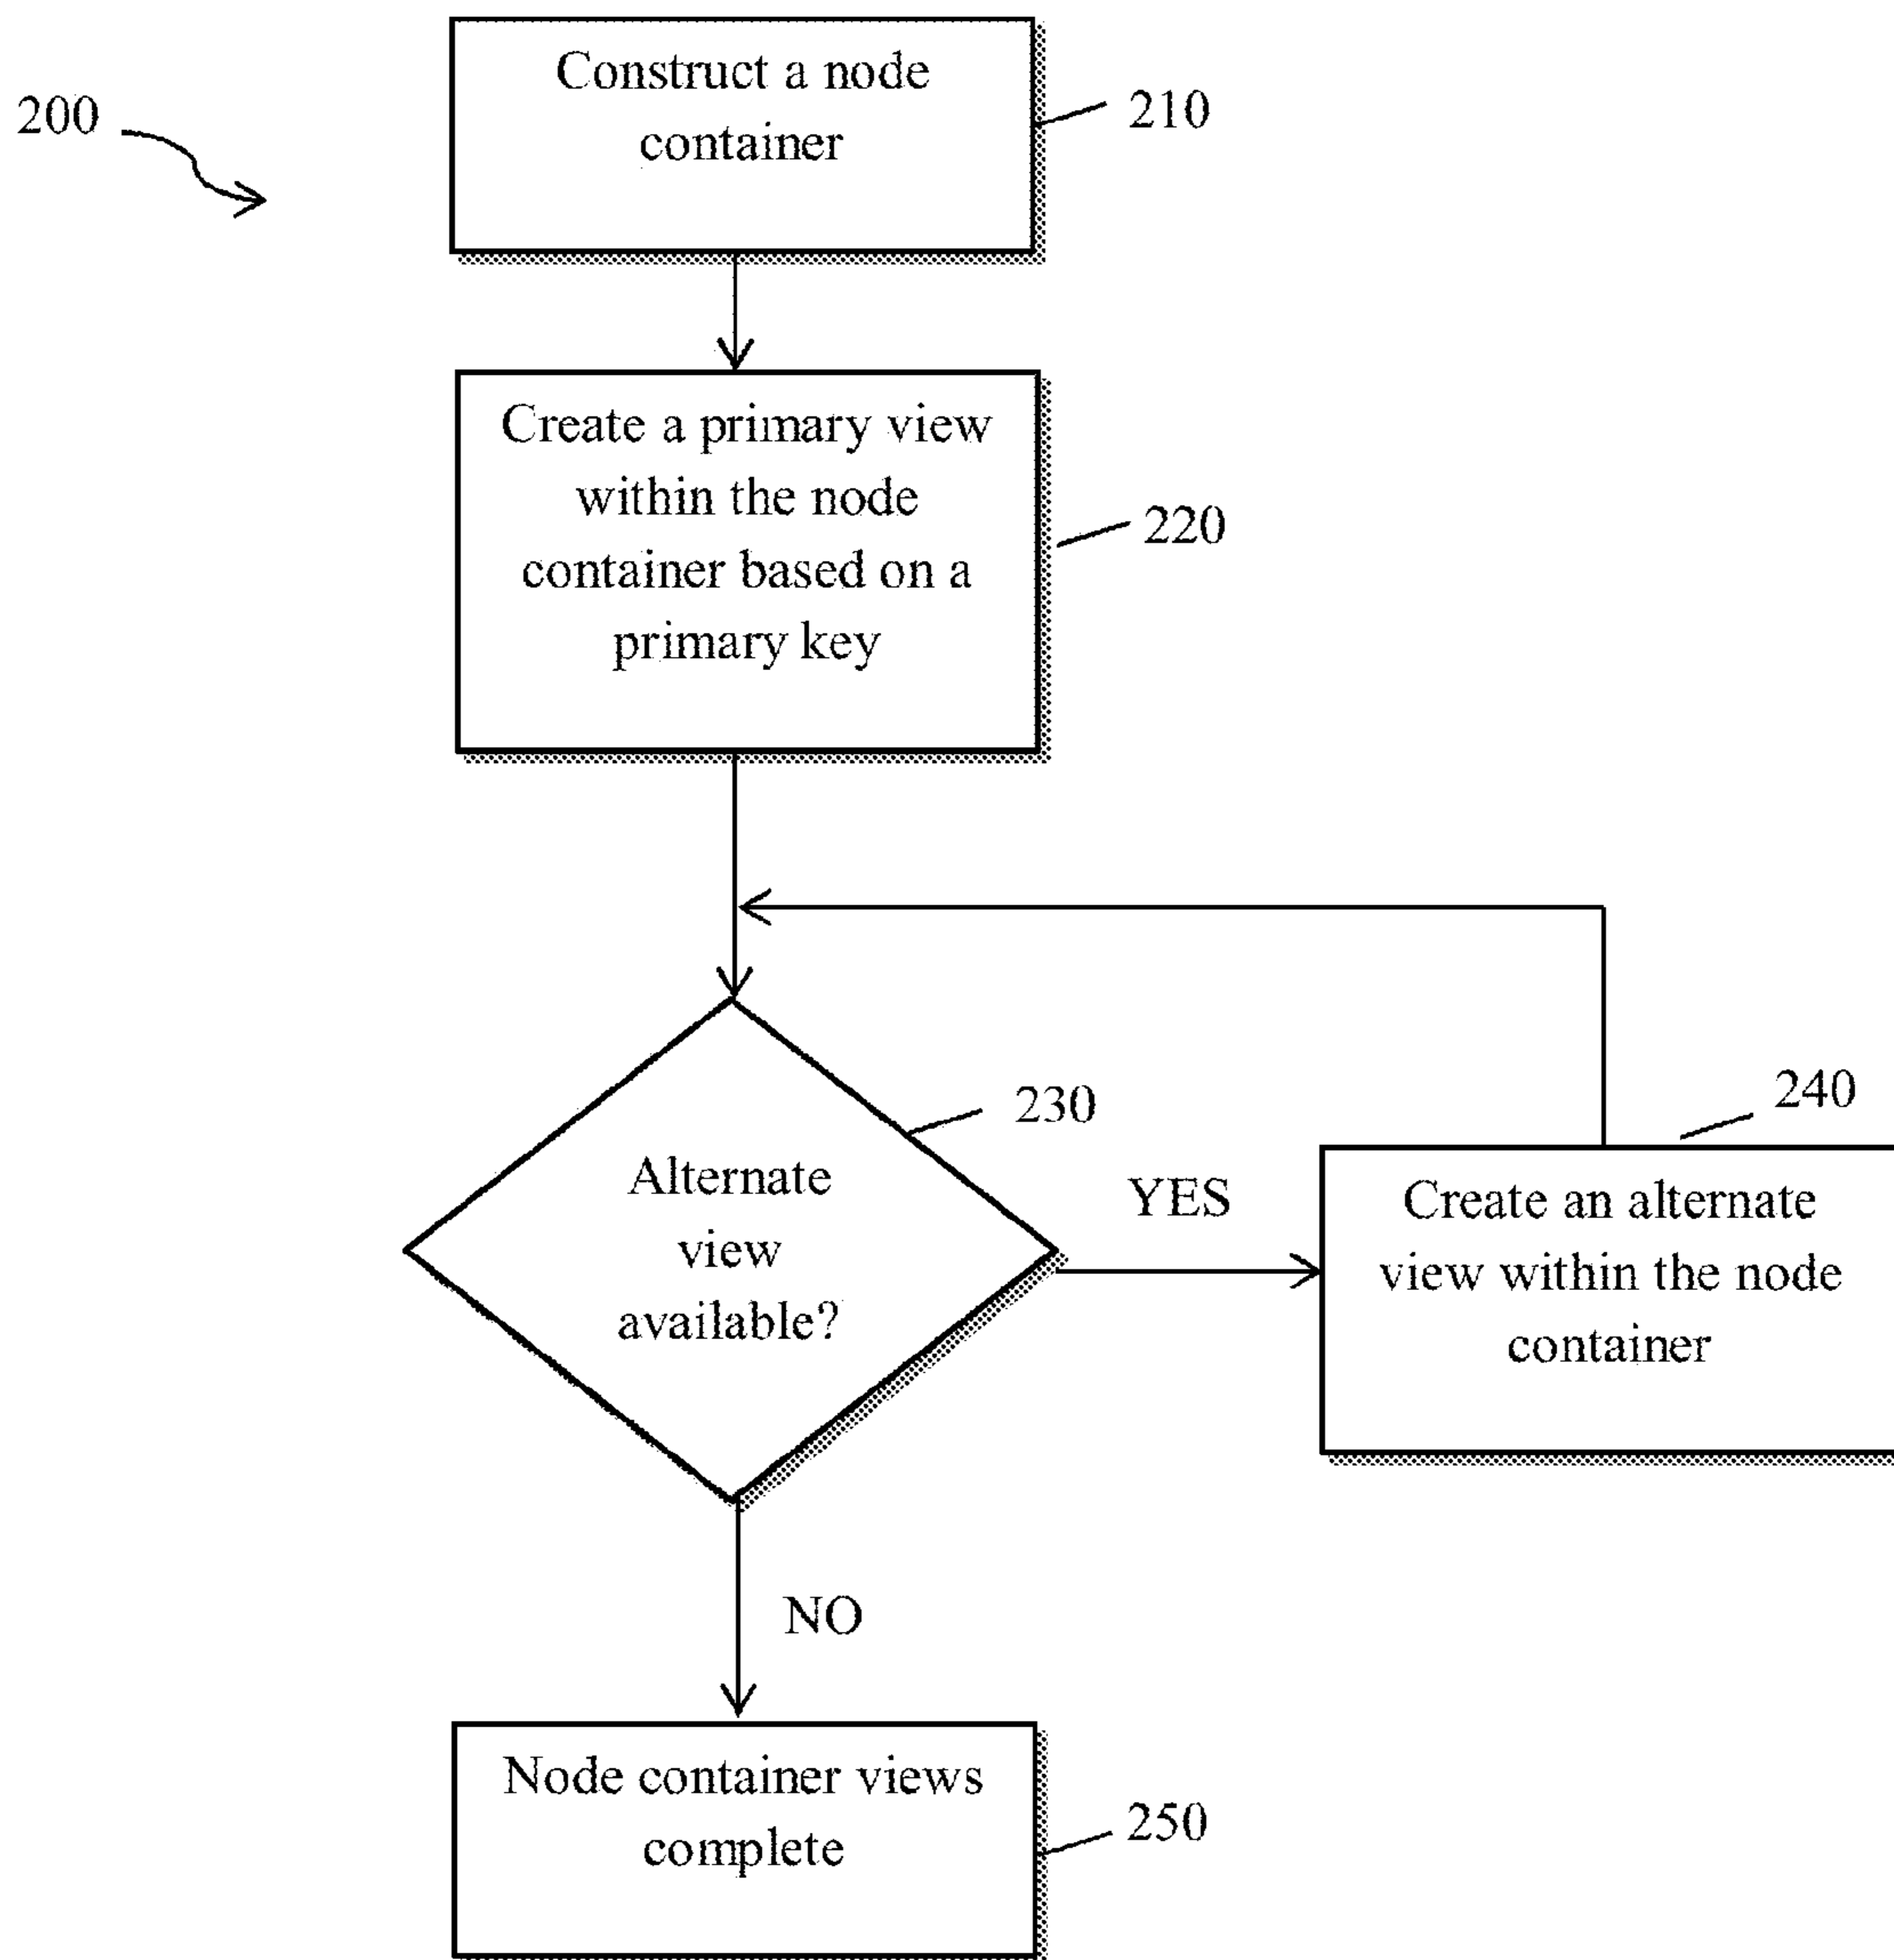 200
Construct a node
container
210
Create a primary view
within the node
container based on a
primary key
220
Alternate
view
available?
230
YES
240
Create an alternate
view within the node
container
NO
Node container views
complete
250